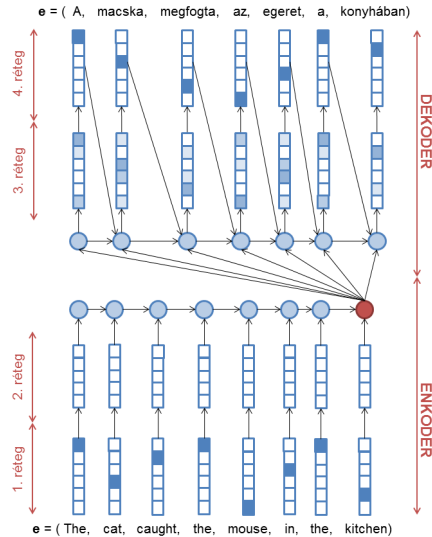 e = ( A, macska, megfogta, az, egeret, a, konyhában)
4. réteg
3. réteg
DEKODER
2. réteg
1. réteg
ENKODER
e = ( The, cat, caught, the, mouse, in, the, kitchen)